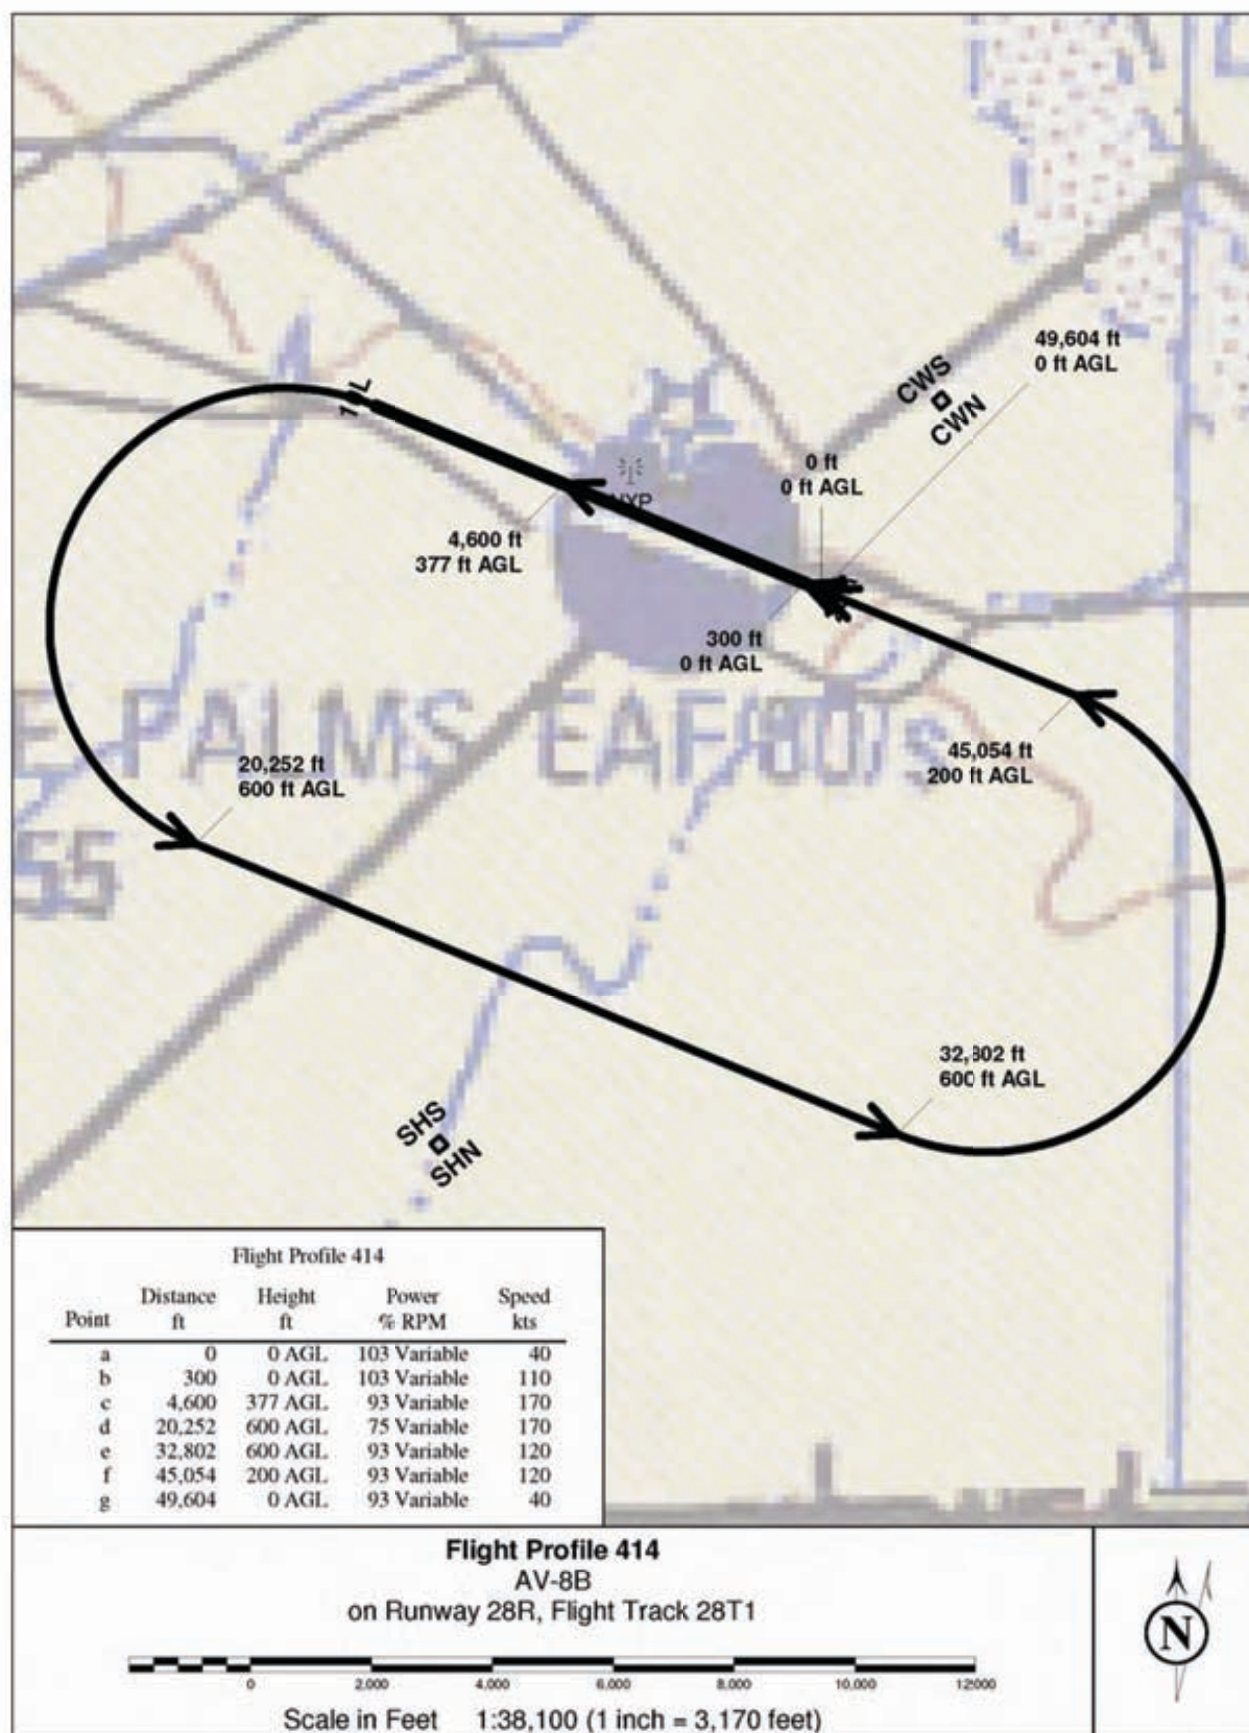 49,604 ft
0 ft AGL
CWS
CWN
0 ft
0 ft AGL
4,600 ft
377 ft AGL
300 ft
0 ft AGL
E PALMS EAF
45,054 ft
200 ft AGL
20,252 ft
600 ft AGL
55
32,802 ft
600 ft AGL
SHS
SHN
Flight Profile 414
Point Distance ft Height ft Power % RPM Speed kts
a 0 0 AGL 103 Variable 40
b 300 0 AGL 103 Variable 110
c 4,600 377 AGL 93 Variable 170
d 20,252 600 AGL 75 Variable 170
e 32,802 600 AGL 93 Variable 120
f 45,054 200 AGL 93 Variable 120
g 49,604 0 AGL 93 Variable 40
Flight Profile 414
AV-8B
on Runway 28R, Flight Track 28T1
0 2,000 4,000 6,000 8,000 10,000 12000
Scale in Feet 1:38,100 (1 inch = 3,170 feet)
N